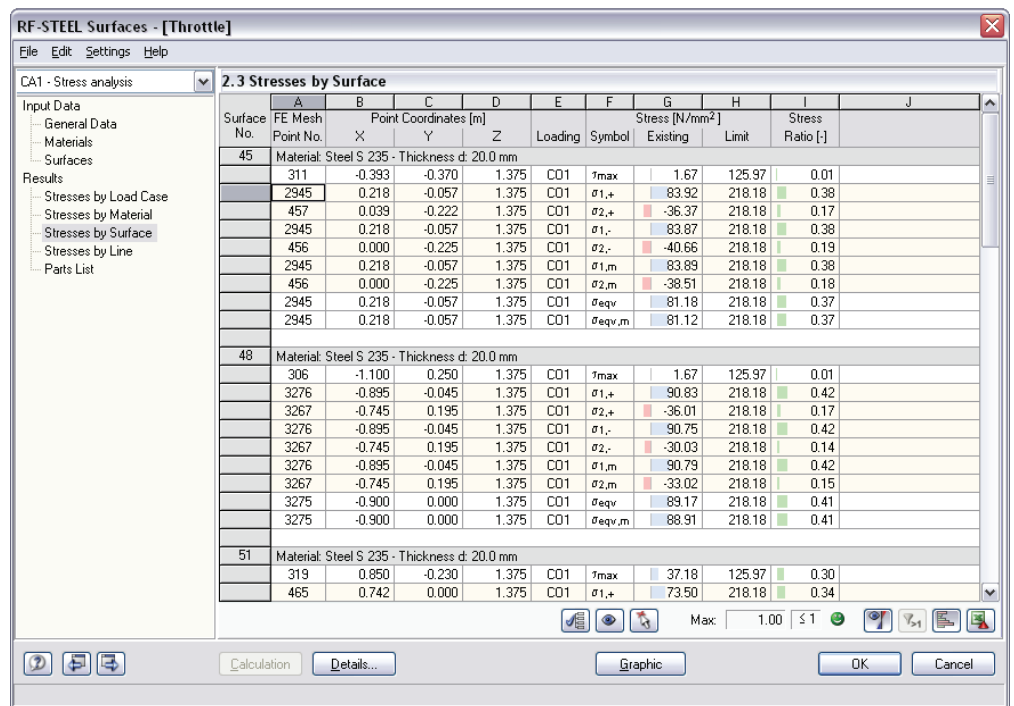 RF-STEEL Surfaces - [Throttle]
File Edit Settings Help
CA1 - Stress analysis
Input Data
General Data
Materials
Surfaces
Results
Stresses by Load Case
Stresses by Material
Stresses by Surface
Stresses by Line
Parts List
2.3 Stresses by Surface
A B C D E F G H I J
Surface FE Mesh Point Coordinates [m] Stress [N/mm²] Stress
No. Point No. X Y Z Loading Symbol Existing Limit Ratio [-]
45 Material: Steel S 235 - Thickness d: 20.0 mm
311 -0.393 -0.370 1.375 CO1 τmax 1.67 125.97 0.01
2945 0.218 -0.057 1.375 CO1 σ1,+ 83.92 218.18 0.38
457 0.039 -0.222 1.375 CO1 σ2,+ -36.37 218.18 0.17
2945 0.218 -0.057 1.375 CO1 σ1,- 83.87 218.18 0.38
456 0.000 -0.225 1.375 CO1 σ2,- -40.66 218.18 0.19
2945 0.218 -0.057 1.375 CO1 σ1,m 83.89 218.18 0.38
456 0.000 -0.225 1.375 CO1 σ2,m -38.51 218.18 0.18
2945 0.218 -0.057 1.375 CO1 σeqv 81.18 218.18 0.37
2945 0.218 -0.057 1.375 CO1 σeqv,m 81.12 218.18 0.37
48 Material: Steel S 235 - Thickness d: 20.0 mm
306 -1.100 0.250 1.375 CO1 τmax 1.67 125.97 0.01
3276 -0.895 -0.045 1.375 CO1 σ1,+ 90.83 218.18 0.42
3267 -0.745 0.195 1.375 CO1 σ2,+ -36.01 218.18 0.17
3276 -0.895 -0.045 1.375 CO1 σ1,- 90.75 218.18 0.42
3267 -0.745 0.195 1.375 CO1 σ2,- -30.03 218.18 0.14
3276 -0.895 -0.045 1.375 CO1 σ1,m 90.79 218.18 0.42
3267 -0.745 0.195 1.375 CO1 σ2,m -33.02 218.18 0.15
3275 -0.900 0.000 1.375 CO1 σeqv 89.17 218.18 0.41
3275 -0.900 0.000 1.375 CO1 σeqv,m 88.91 218.18 0.41
51 Material: Steel S 235 - Thickness d: 20.0 mm
319 0.850 -0.230 1.375 CO1 τmax 37.18 125.97 0.30
465 0.742 0.000 1.375 CO1 σ1,+ 73.50 218.18 0.34
Max: 1.00 ≤ 1 >1
Calculation Details... Graphic OK Cancel